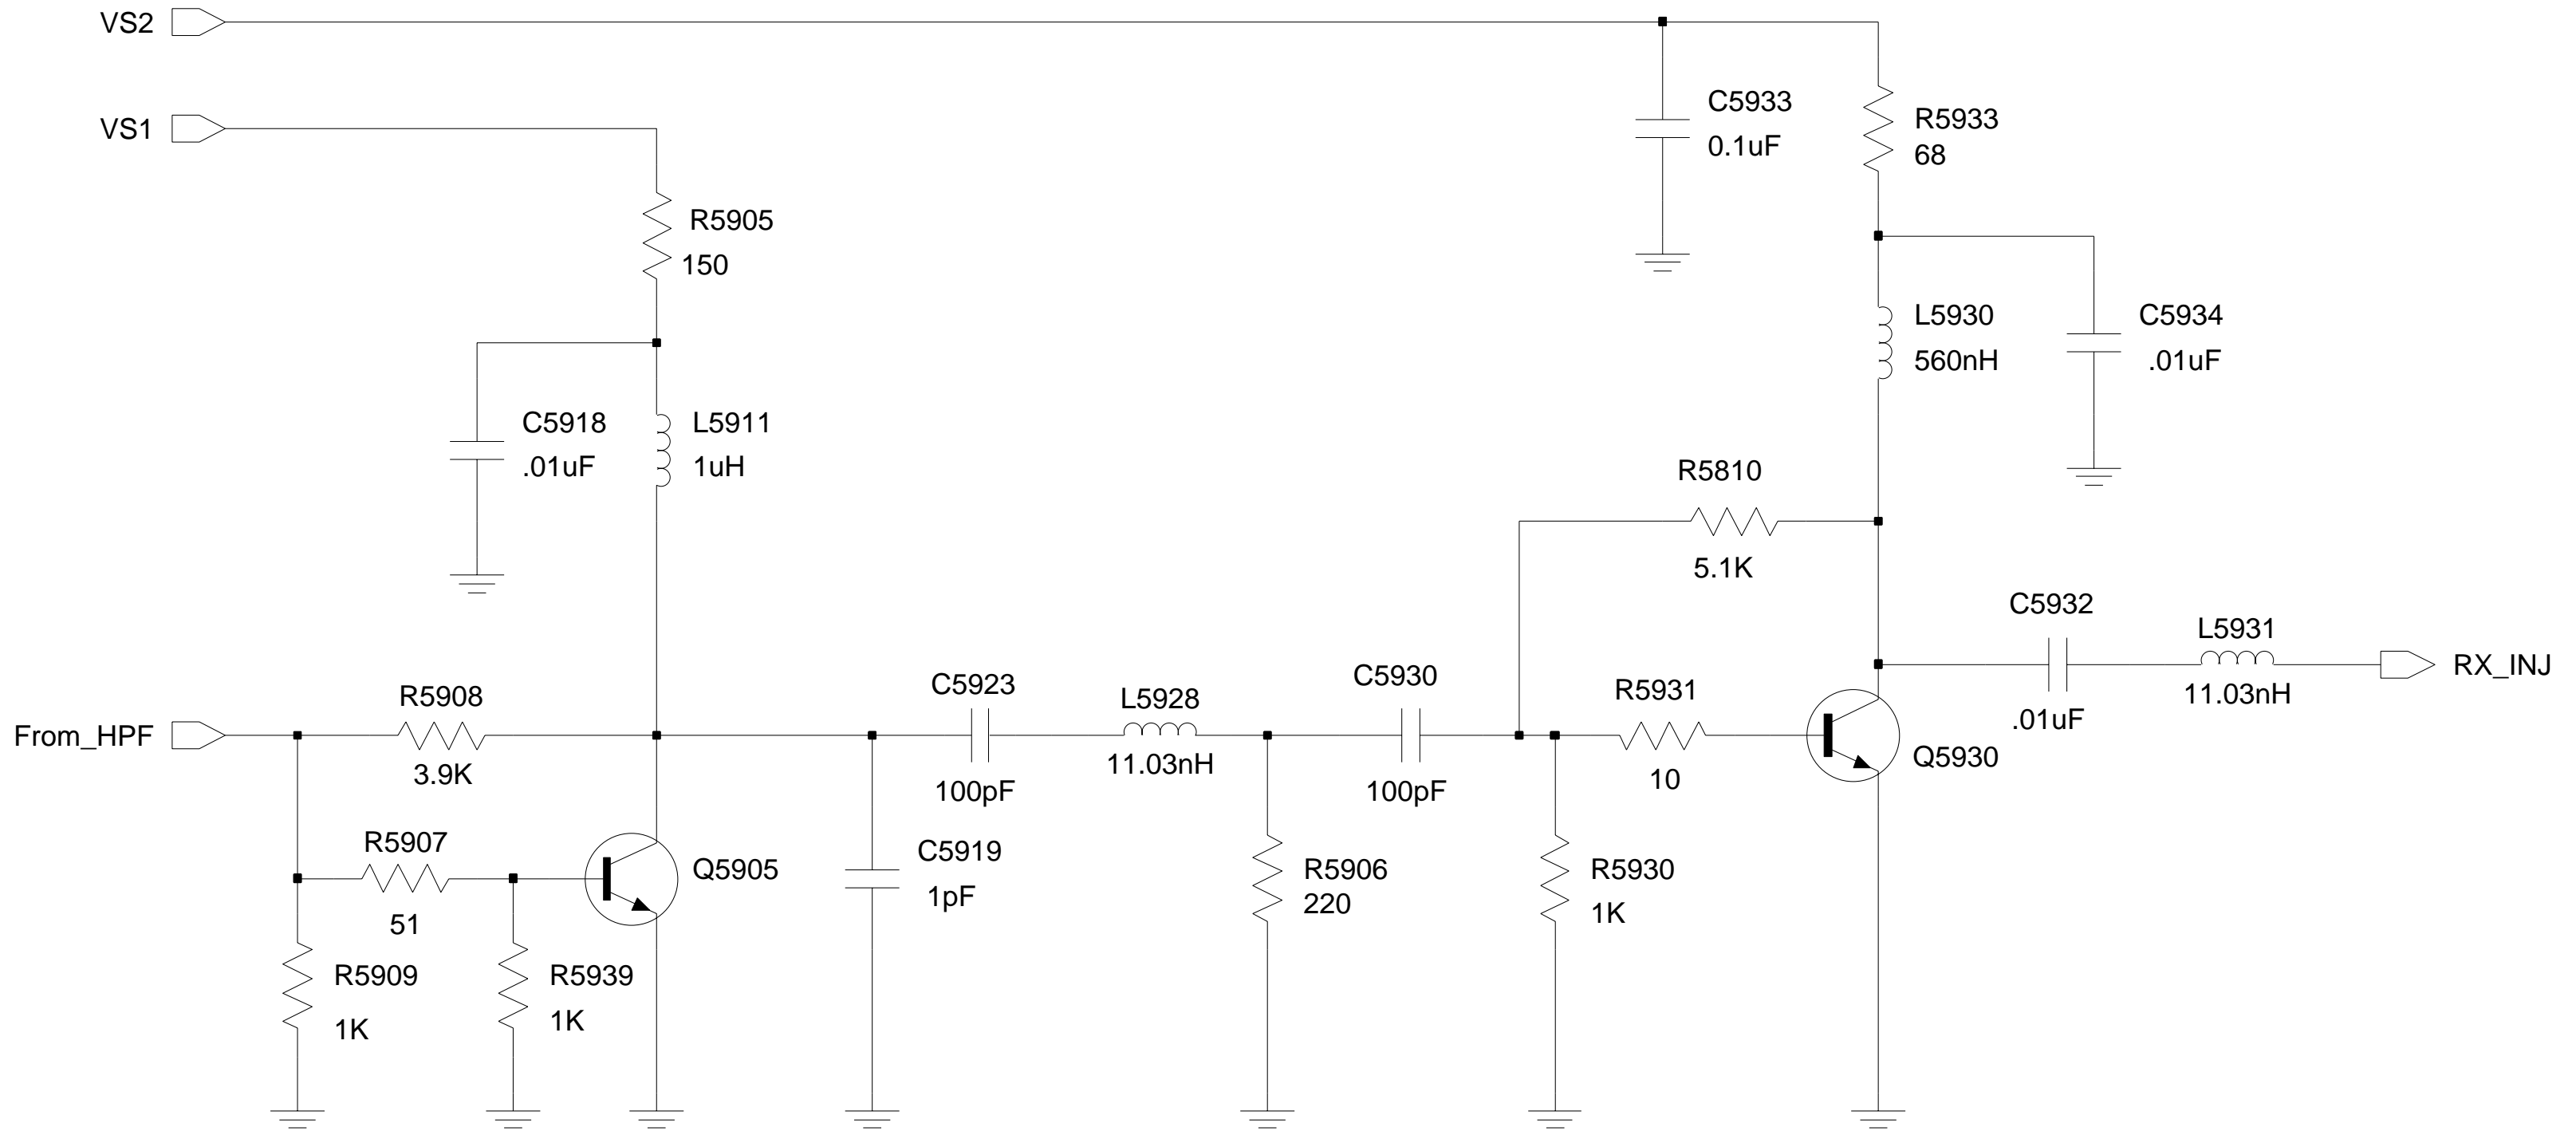 VS2
VS1
C5933
0.1uF
R5933
68
R5905
150
L5930
560nH
C5934
.01uF
C5918
.01uF
L5911
1uH
R5810
5.1K
C5932
.01uF
L5931
11.03nH
RX_INJ
From_HPF
R5908
3.9K
C5923
100pF
L5928
11.03nH
C5930
100pF
R5931
10
Q5930
R5907
51
Q5905
C5919
1pF
R5906
220
R5930
1K
R5909
1K
R5939
1K